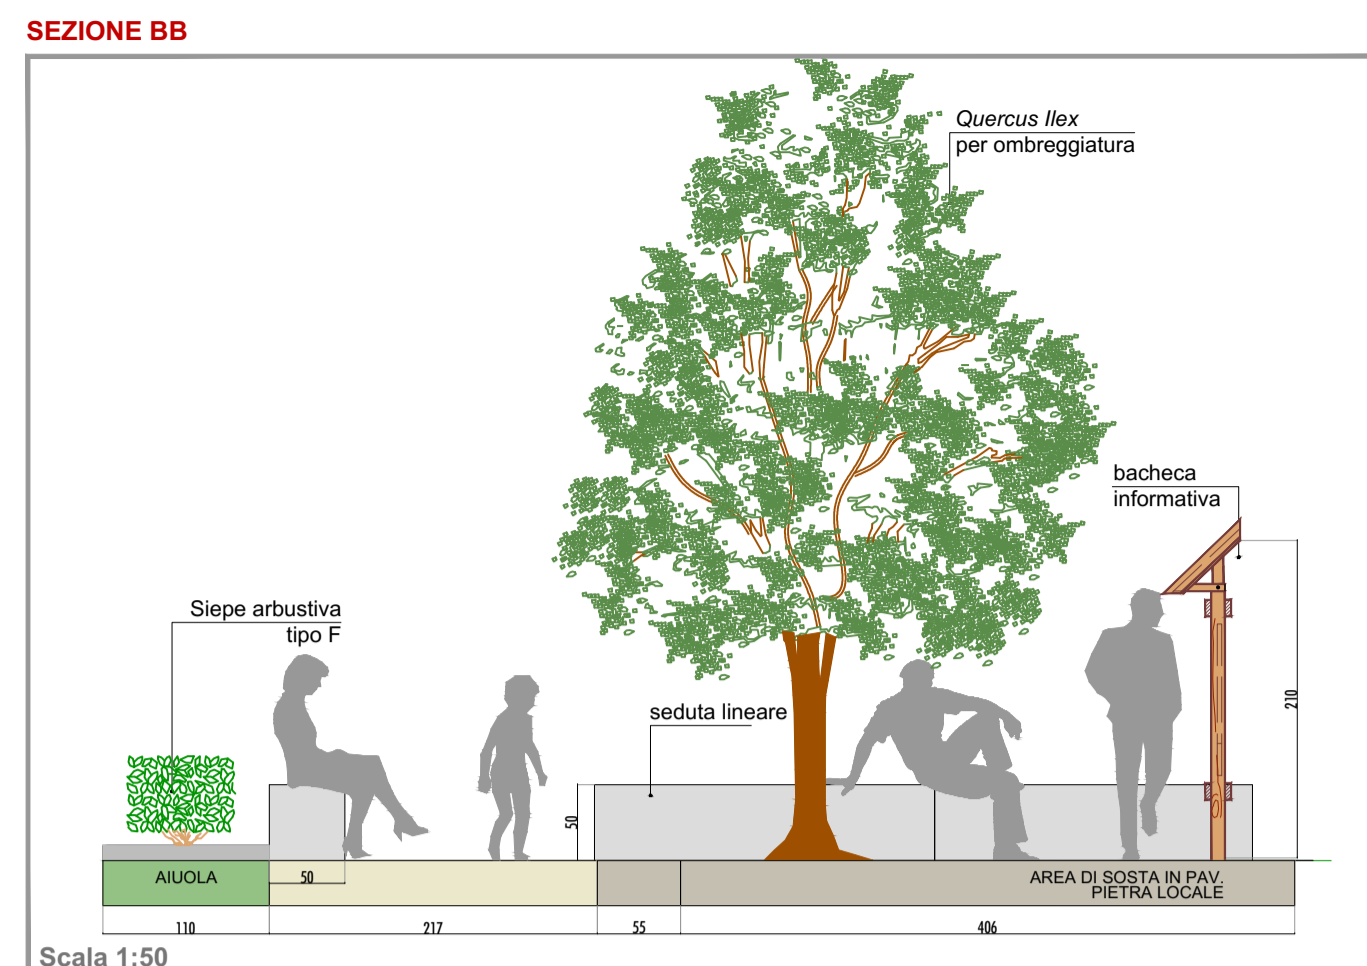 SEZIONE BB
Quercus Ilex
per ombreggiatura
bacheca
informativa
Siepe arbustiva
tipo F
seduta lineare
210
50
AIUOLA
50
AREA DI SOSTA IN PAV.
PIETRA LOCALE
110
217
55
406
Scala 1:50